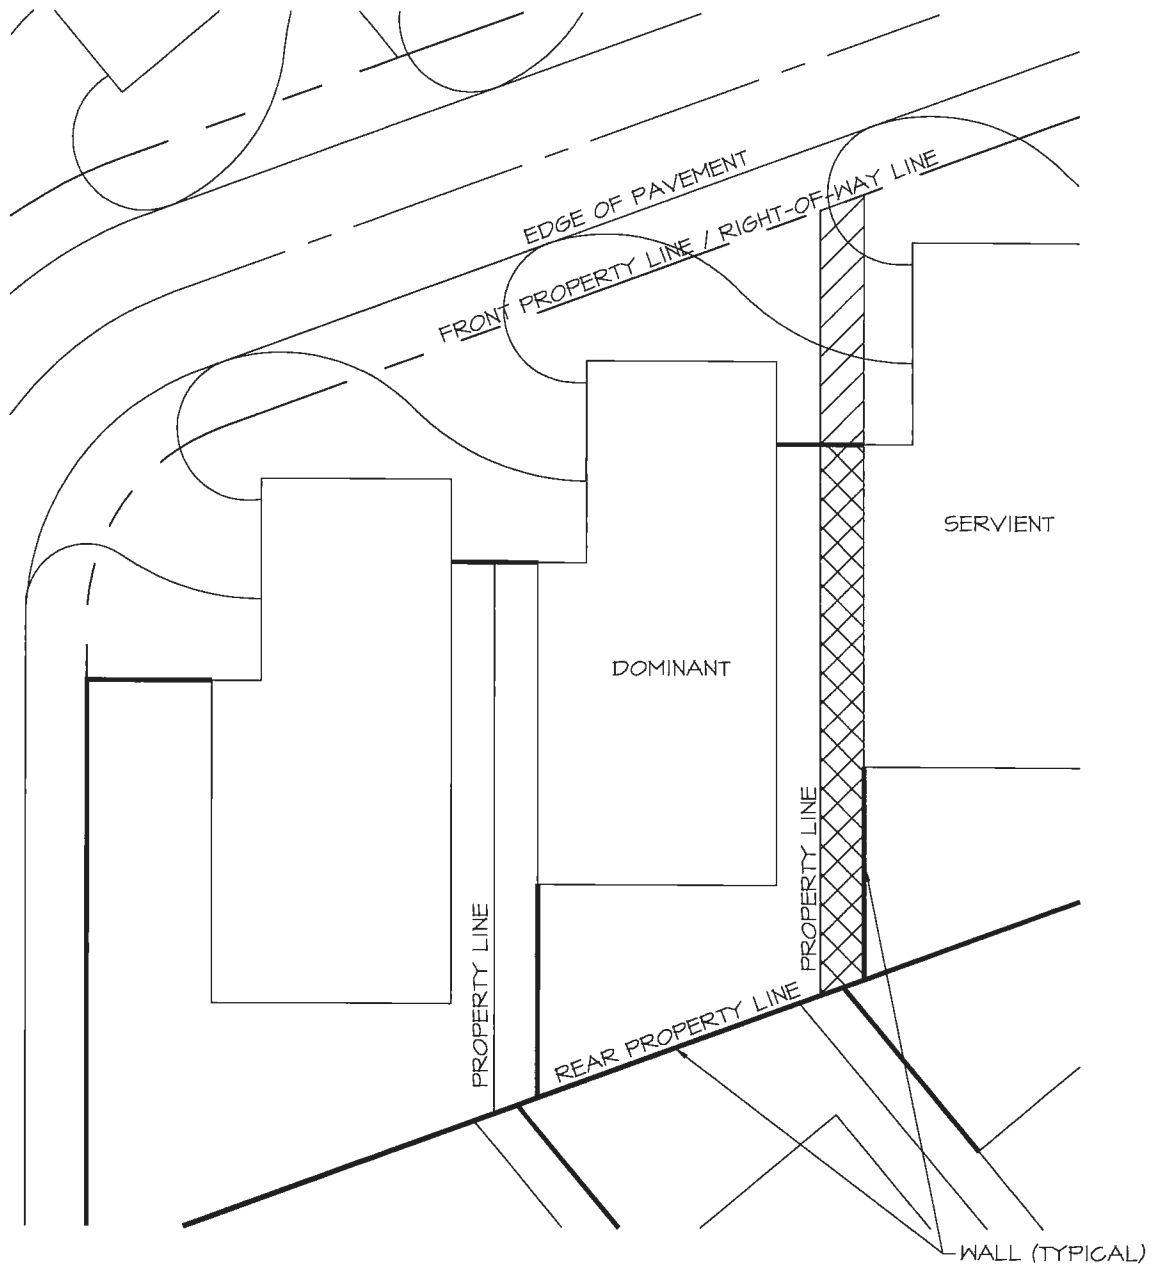 EDGE OF PAVEMENT
FRONT PROPERTY LINE / RIGHT-OF-WAY LINE
SERVIENT
DOMINANT
PROPERTY LINE
PROPERTY LINE
REAR PROPERTY LINE
WALL (TYPICAL)